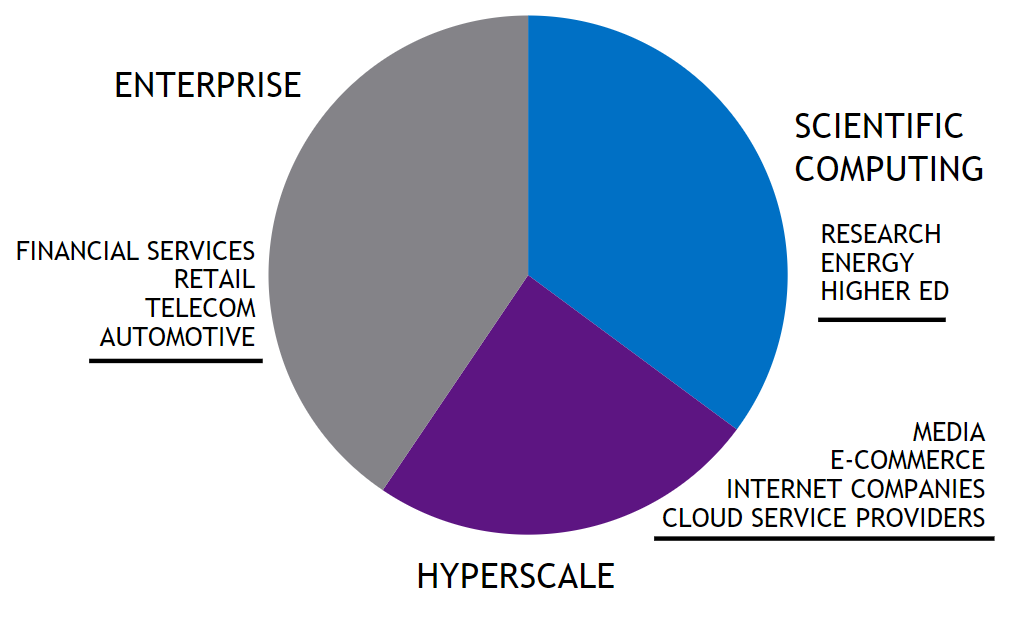 ENTERPRISE
FINANCIAL SERVICES
RETAIL
TELECOM
AUTOMOTIVE
SCIENTIFIC
COMPUTING
RESEARCH
ENERGY
HIGHER ED
MEDIA
E-COMMERCE
INTERNET COMPANIES
CLOUD SERVICE PROVIDERS
HYPERSCALE